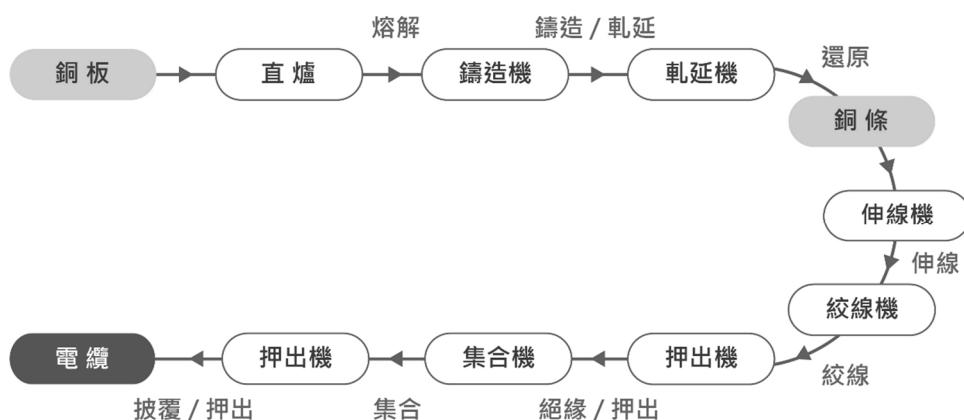 熔解
鑄造 / 軋延
銅板
直爐
鑄造機
軋延機
還原
銅條
伸線機
伸線
絞線機
絞線
押出機
絕緣 / 押出
集合機
集合
押出機
披覆 / 押出
電纜